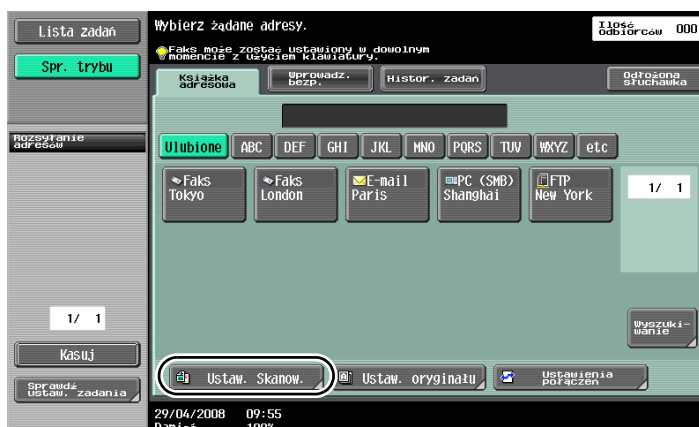 Lista zadań
Spr. trybu
Rozsyłanie
adresów
1/ 1
Kasuj
Sprawdź
ustaw. zadania
Wybierz żądane adresy.
Ilość
odbiorców 000
Faks może zostać ustawiony w dowolnym
momencie z użyciem klawiatury.
Książka
adresowa
Wprowadz.
bezp.
Histor. zadań
Odłożona
słuchawka
Ulubione ABC DEF GHI JKL MNO PQRS TUV WXYZ etc
Faks
Tokyo
Faks
London
E-mail
Paris
PC (SMB)
Shanghai
FTP
New York
1/ 1
Wyszuki-
wanie
Ustaw. Skanow.
Ustaw. oryginału
Ustawienia
połączeń
29/04/2008 09:55
Pamięć 100%